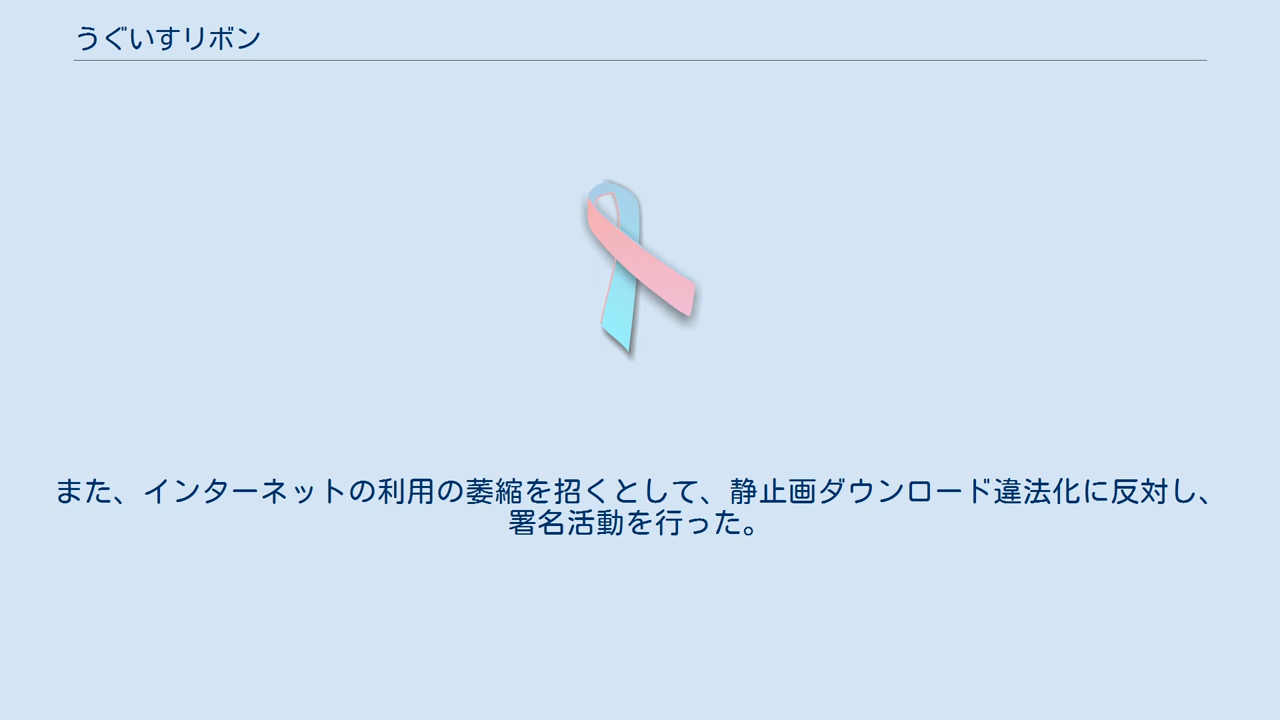 うぐいすリボン
また、インターネットの利用の萎縮を招くとして、静止画ダウンロード違法化に反対し、
署名活動を行った。